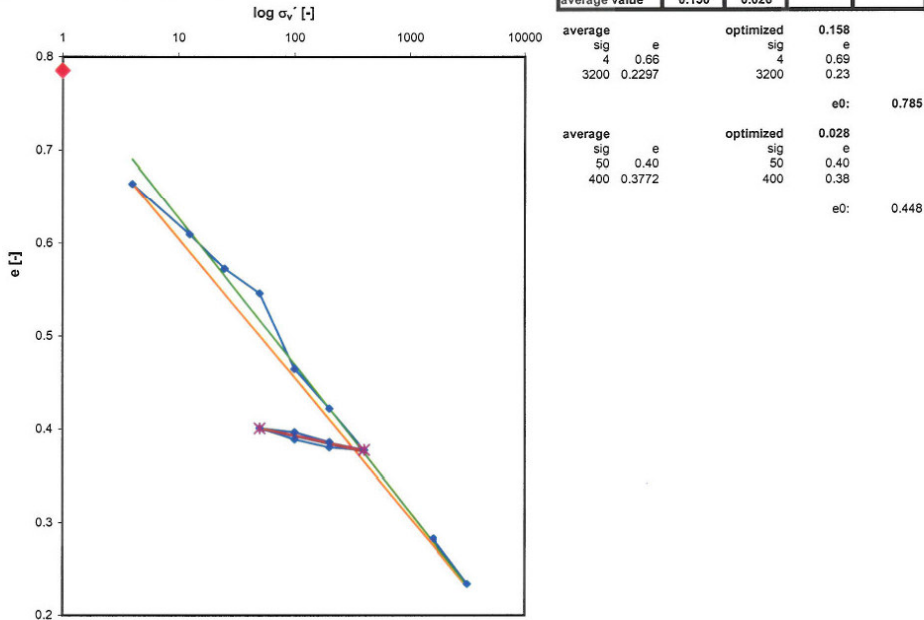 log σv´ [-]
1 10 100 1000 10000
0.8
0.7
0.6
0.5
0.4
0.3
0.2
e [-]
average value 0.150 0.028
average optimized 0.158
sig e sig e
4 0.66 4 0.69
3200 0.2297 3200 0.23
e0: 0.785
average optimized 0.028
sig e sig e
50 0.40 50 0.40
400 0.3772 400 0.38
e0: 0.448